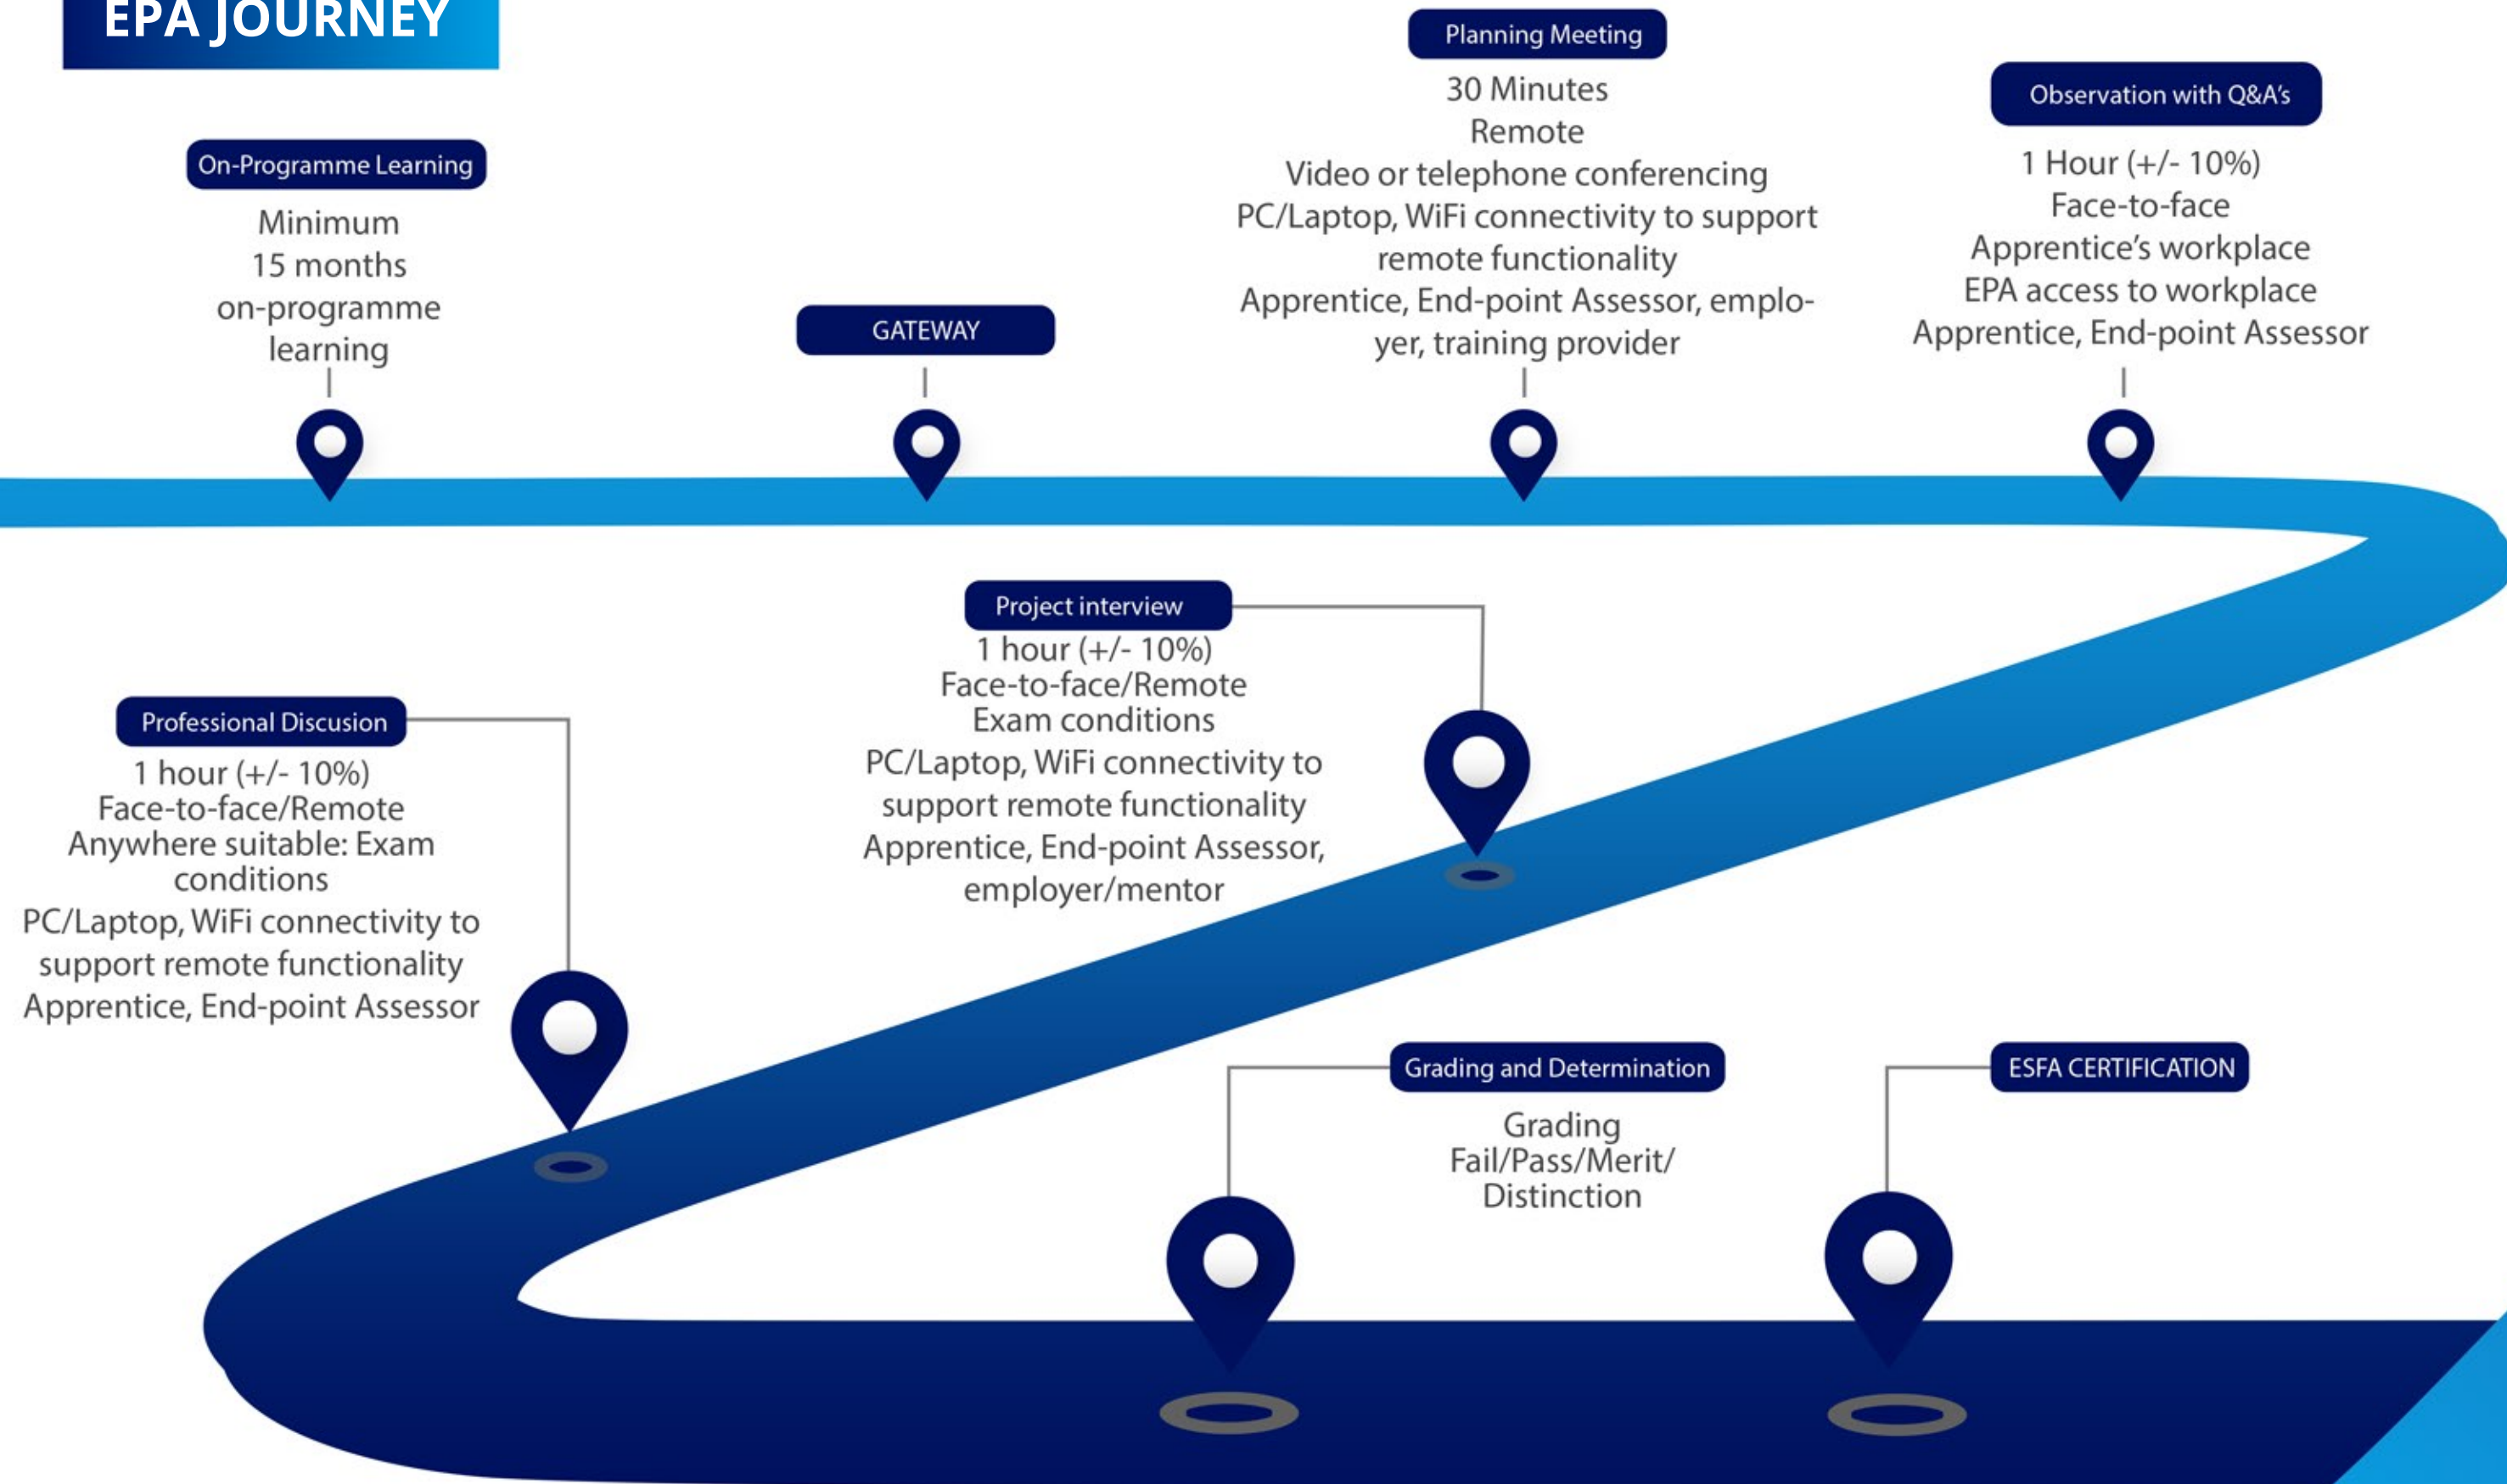 EPA JOURNEY
On-Programme Learning
Minimum
15 months
on-programme
learning
GATEWAY
Planning Meeting
30 Minutes
Remote
Video or telephone conferencing
PC/Laptop, WiFi connectivity to support
remote functionality
Apprentice, End-point Assessor, emplo-
yer, training provider
Observation with Q&A's
1 Hour (+/- 10%)
Face-to-face
Apprentice's workplace
EPA access to workplace
Apprentice, End-point Assessor
Project interview
1 hour (+/- 10%)
Face-to-face/Remote
Exam conditions
PC/Laptop, WiFi connectivity to
support remote functionality
Apprentice, End-point Assessor,
employer/mentor
Professional Discusion
1 hour (+/- 10%)
Face-to-face/Remote
Anywhere suitable: Exam
conditions
PC/Laptop, WiFi connectivity to
support remote functionality
Apprentice, End-point Assessor
Grading and Determination
Grading
Fail/Pass/Merit/
Distinction
ESFA CERTIFICATION